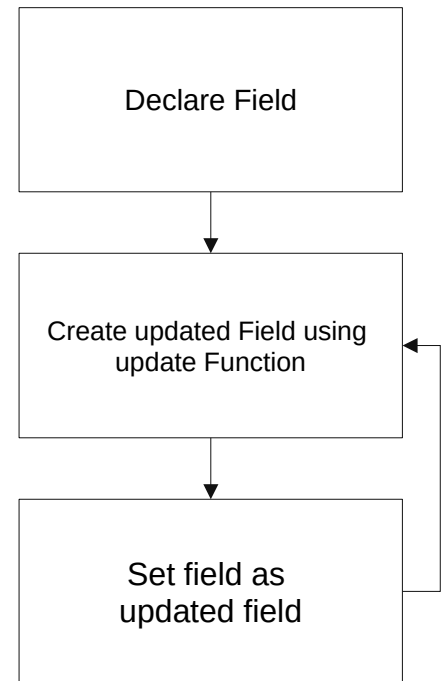 Declare Field
Create updated Field using
update Function
Set field as
updated field